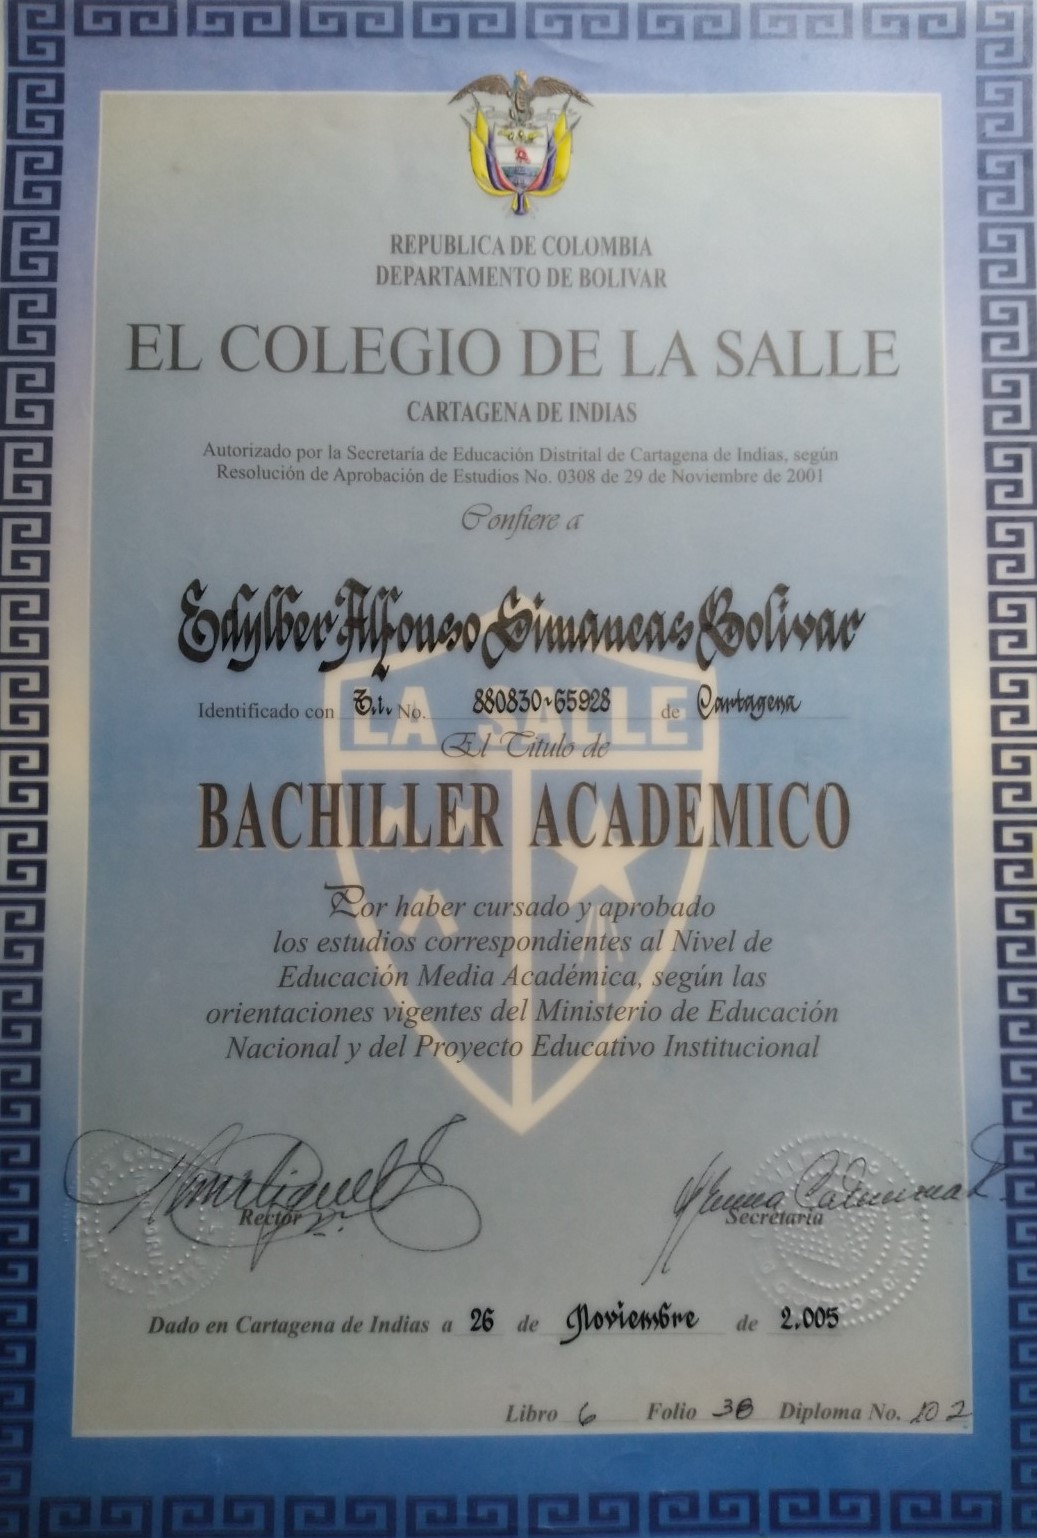 REPUBLICA DE COLOMBIA
DEPARTAMENTO DE BOLIVAR
EL COLEGIO DE LA SALLE
CARTAGENA DE INDIAS
Autorizado por la Secretaría de Educación Distrital de Cartagena de Indias, según
Resolución de Aprobación de Estudios No. 0308 de 29 de Noviembre de 2001
Confiere a
Edylber Alfonso Simancas Bolivar
Identificado con T.i. No. 880830-65928 de Cartagena
LA SALLE
El Titulo de
BACHILLER ACADEMICO
Por haber cursado y aprobado
los estudios correspondientes al Nivel de
Educación Media Académica, según las
orientaciones vigentes del Ministerio de Educación
Nacional y del Proyecto Educativo Institucional
Rector
Secretaria
Dado en Cartagena de Indias a 26 de Noviembre de 2.005
Libro 6 Folio 38 Diploma No. 102